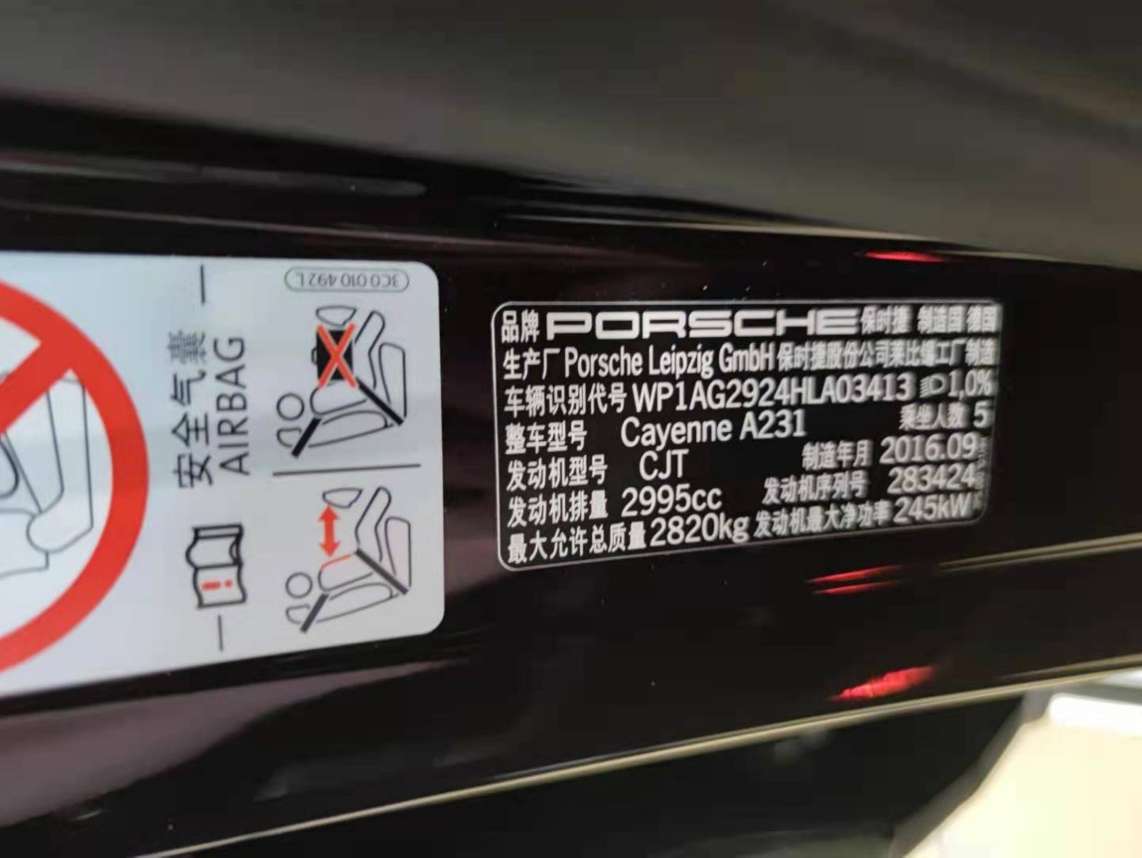 3C0 010 492 L
安全气囊
AIRBAG
品牌 PORSCHE 保时捷 制造国 德国
生产厂 Porsche Leipzig GmbH 保时捷股份公司莱比锡工厂制造
车辆识别代号 WP1AG2924HLA03413 1,0%
整车型号 Cayenne A231 乘坐人数 5
发动机型号 CJT 制造年月 2016.09
发动机排量 2995cc 发动机序列号 283424
最大允许总质量 2820kg 发动机最大净功率 245kW